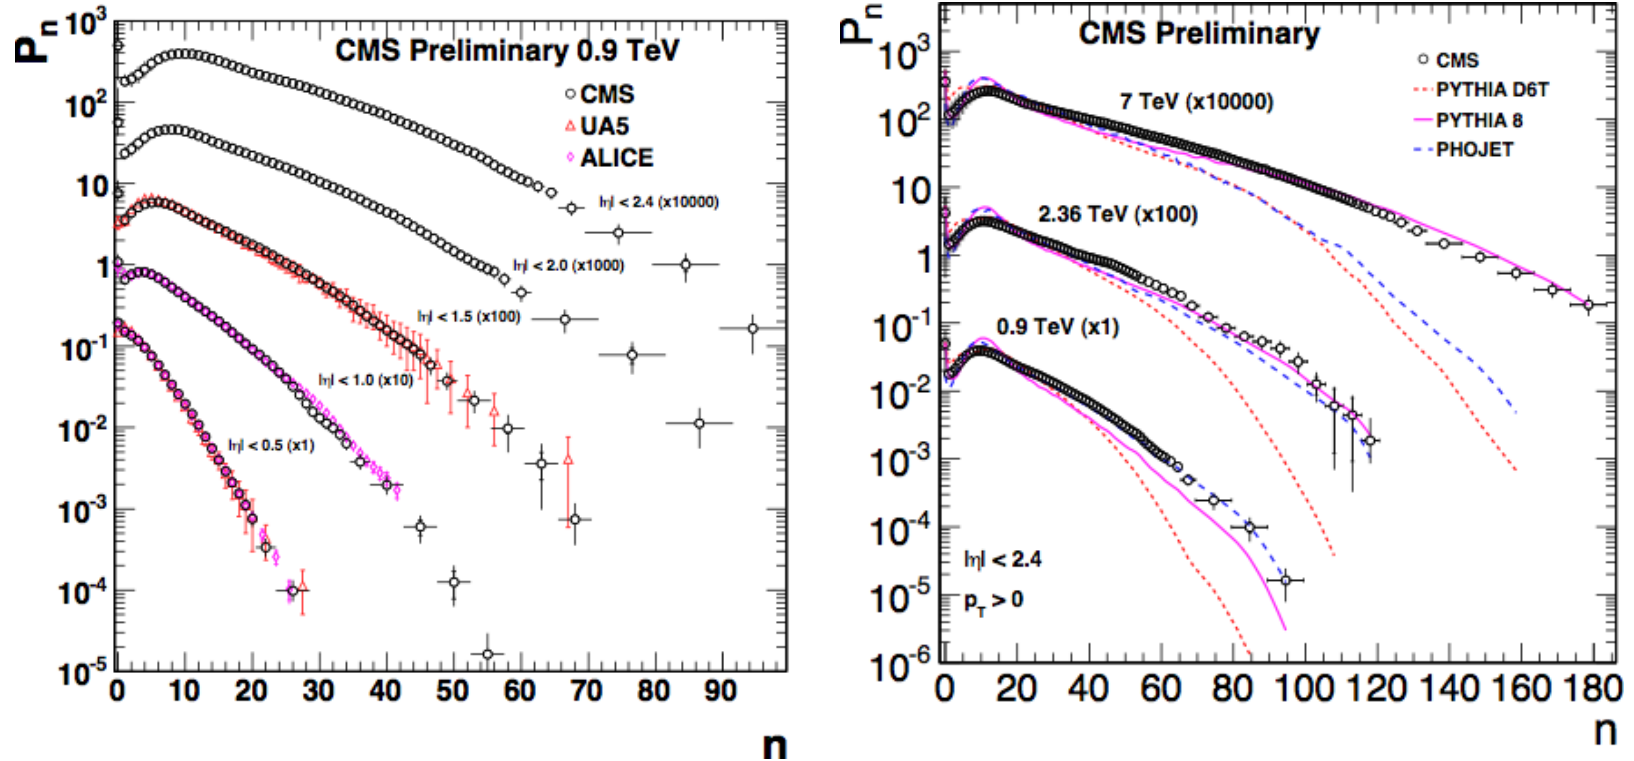 P_n
CMS Preliminary 0.9 TeV
CMS
UA5
ALICE
10^3
10^2
10
1
10^-1
10^-2
10^-3
10^-4
10^-5
|η| < 2.4 (x10000)
|η| < 2.0 (x1000)
|η| < 1.5 (x100)
|η| < 1.0 (x10)
|η| < 0.5 (x1)
0 10 20 30 40 50 60 70 80 90
n
P_n
CMS Preliminary
CMS
PYTHIA D6T
PYTHIA 8
PHOJET
10^3
10^2
10
1
10^-1
10^-2
10^-3
10^-4
10^-5
10^-6
7 TeV (x10000)
2.36 TeV (x100)
0.9 TeV (x1)
|η| < 2.4
p_T > 0
0 20 40 60 80 100 120 140 160 180
n